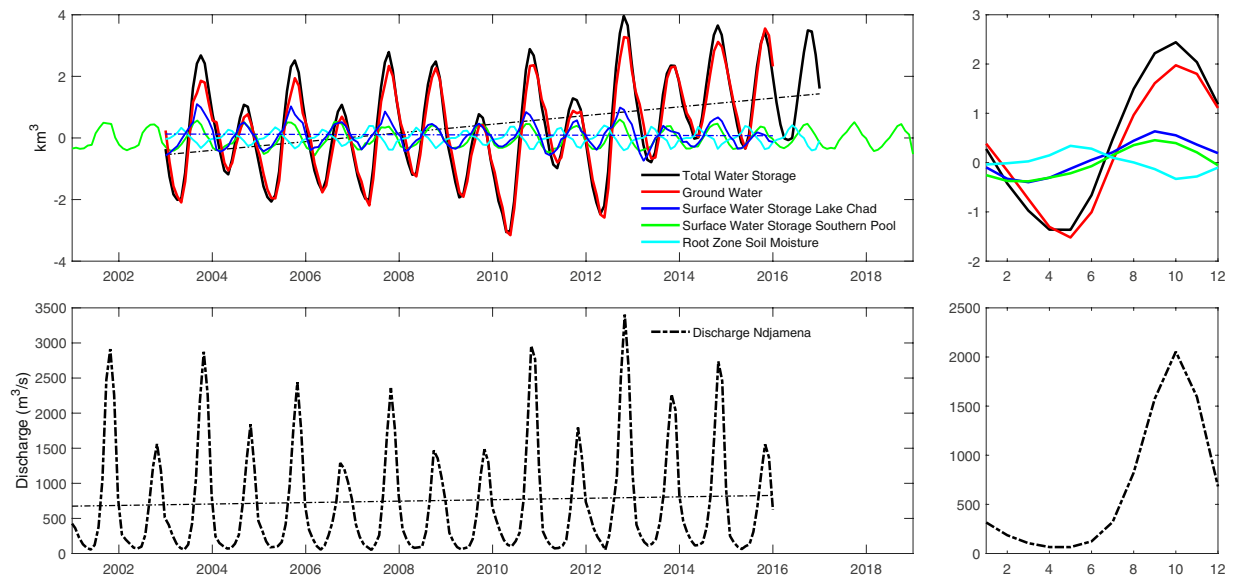 4
2
0
-2
-4
km3
2002 2004 2006 2008 2010 2012 2014 2016 2018
Total Water Storage
Ground Water
Surface Water Storage Lake Chad
Surface Water Storage Southern Pool
Root Zone Soil Moisture
3
2
1
0
-1
-2
2 4 6 8 10 12
3500
3000
2500
2000
1500
1000
500
0
Discharge (m3/s)
2002 2004 2006 2008 2010 2012 2014 2016 2018
Discharge Ndjamena
2500
2000
1500
1000
500
0
2 4 6 8 10 12